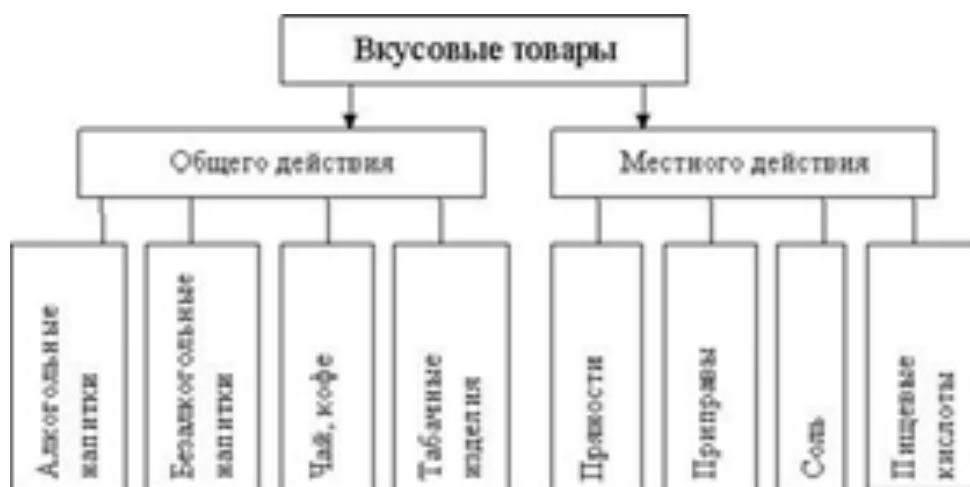 Вкусовые товары
Общего действия
Местного действия
Алкогольные
напитки
Безалкогольные
напитки
Чай, кофе
Табачные
изделия
Пряности
Приправы
Соль
Пищевые
кислоты